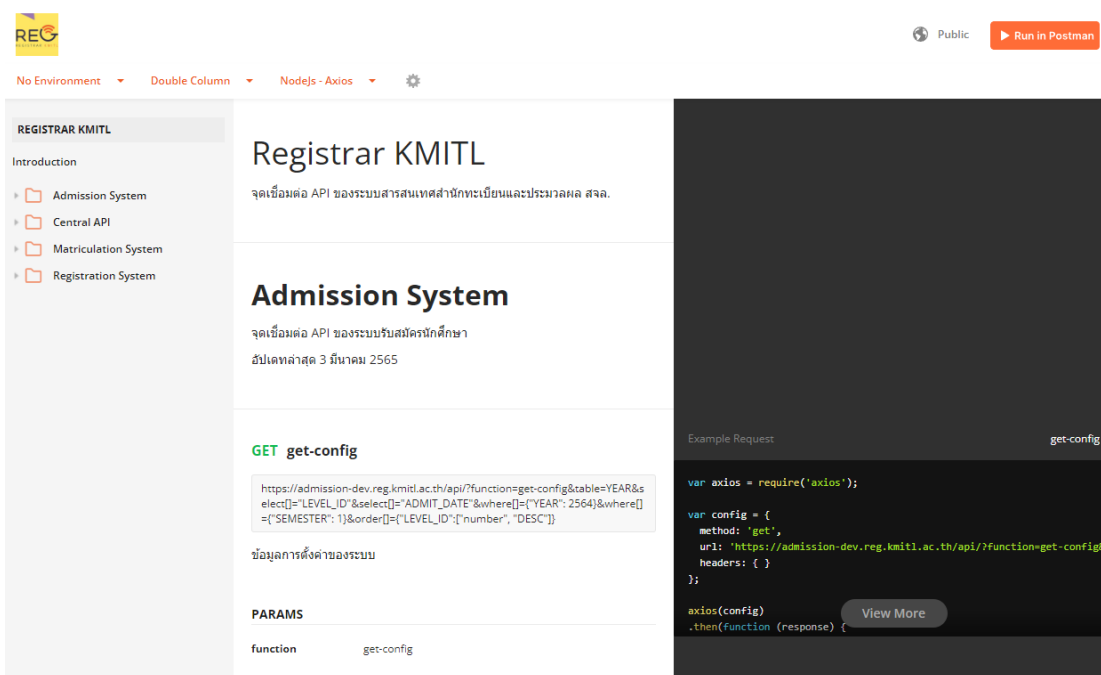 REG
Public
Run in Postman
No Environment
Double Column
NodeJs - Axios
REGISTRAR KMITL
Introduction
Admission System
Central API
Matriculation System
Registration System
Registrar KMITL
จุดเชื่อมต่อ API ของระบบสารสนเทศสำนักทะเบียนและประมวลผล สจล.
Admission System
จุดเชื่อมต่อ API ของระบบรับสมัครนักศึกษา
อัปเดทล่าสุด 3 มีนาคม 2565
GET get-config
https://admission-dev.reg.kmitl.ac.th/api/?function=get-config&table=YEAR&s
elect[]="LEVEL_ID"&select[]="ADMIT_DATE"&where[]={"YEAR": 2564}&where[]
={"SEMESTER": 1}&order[]={"LEVEL_ID":["number", "DESC"]}
ข้อมูลการตั้งค่าของระบบ
PARAMS
function get-config
Example Request get-config
var axios = require('axios');
var config = {
method: 'get',
url: 'https://admission-dev.reg.kmitl.ac.th/api/?function=get-config&
headers: { }
};
axios(config)
.then(function (response) {
View More